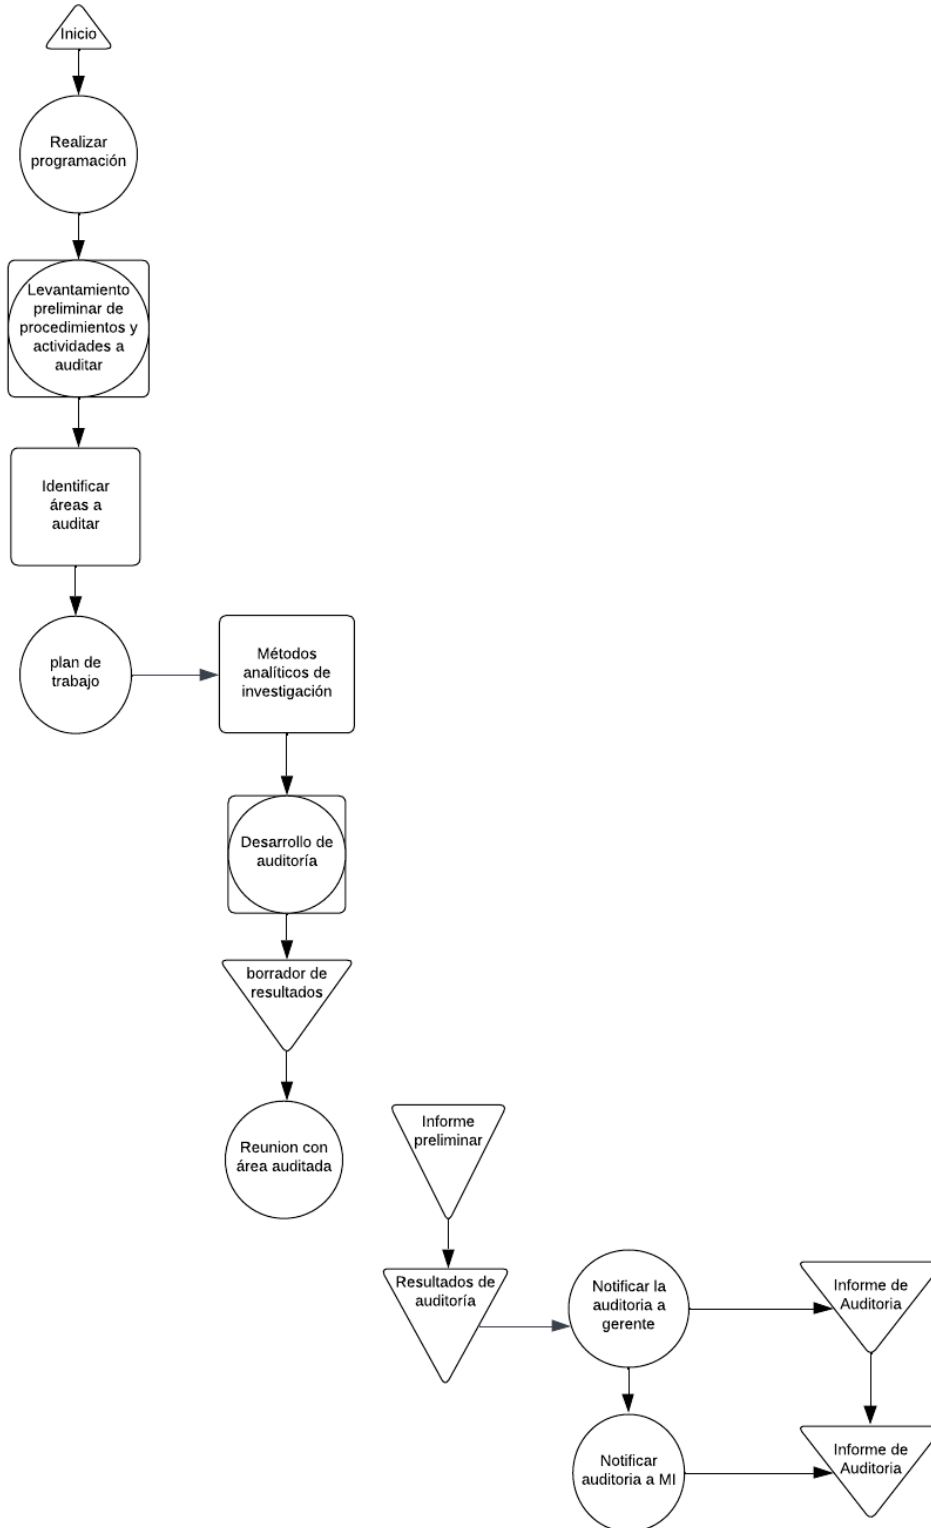 Inicio
Realizar
programación
Levantamiento
preliminar de
procedimientos y
actividades a
auditar
Identificar
áreas a
auditar
plan de
trabajo
Métodos
analíticos de
investigación
Desarrollo de
auditoría
borrador de
resultados
Reunion con
área auditada
Informe
preliminar
Resultados de
auditoría
Notificar la
auditoria a
gerente
Informe de
Auditoria
Notificar
auditoria a MI
Informe de
Auditoria